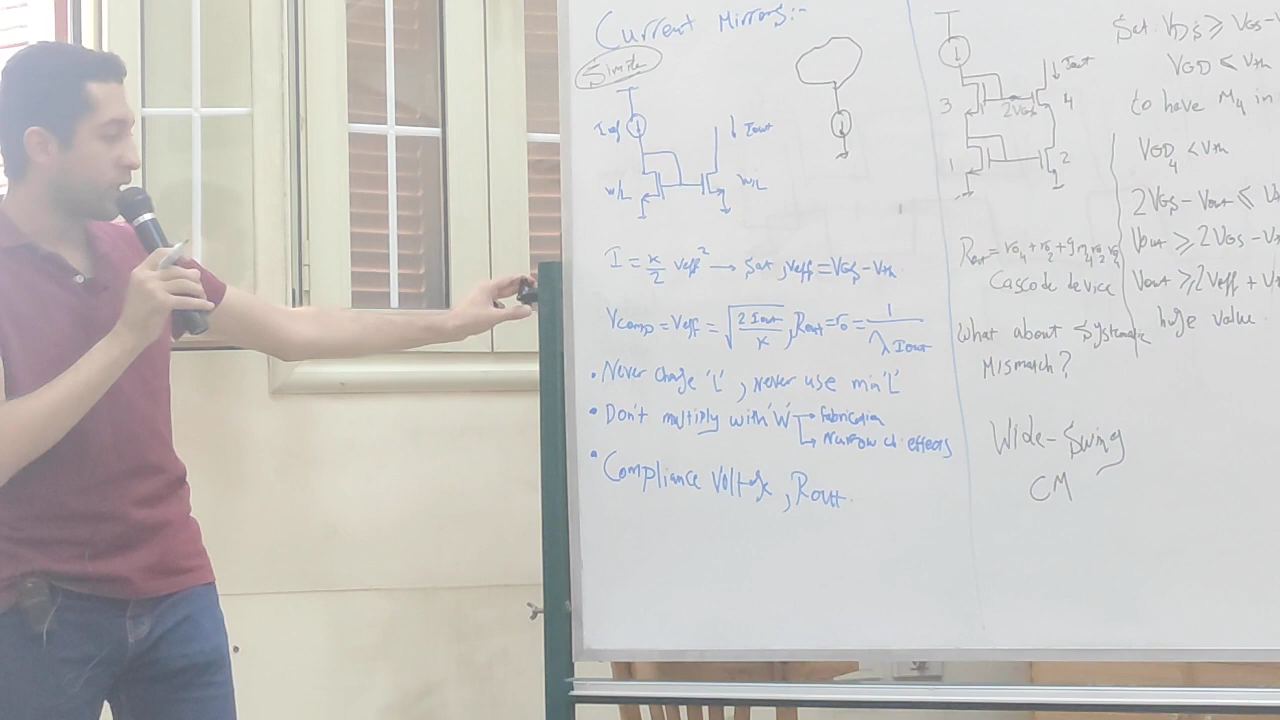 Current Mirrors:-
Simple
Iref
Iout
W/L
W/L
I = K/2 Veff² → Sat, Veff = VGS - Vth
Vcomp = Veff = √(2 Iout/K), Rout = ro = 1/(λ Iout)
• Never change 'L', Never use min 'L'
• Don't multiply with 'W' → Fabrication
→ Narrow ch effects
• Compliance Voltage, Rout.
1
Iout
3
2VGS
4
1
2
Rout = ro4 + ro2 + gm4 ro2 ro4
Cascode device
What about Systematic
Mismatch?
Wide-Swing
CM
Sat. VDS ≥ VGS -
VGD < Vth
to have M4 in
VGD4 < Vth
2VGS - Vout ≤
Vout ≥ 2VGS -
Vout ≥ 2Veff +
huge value.